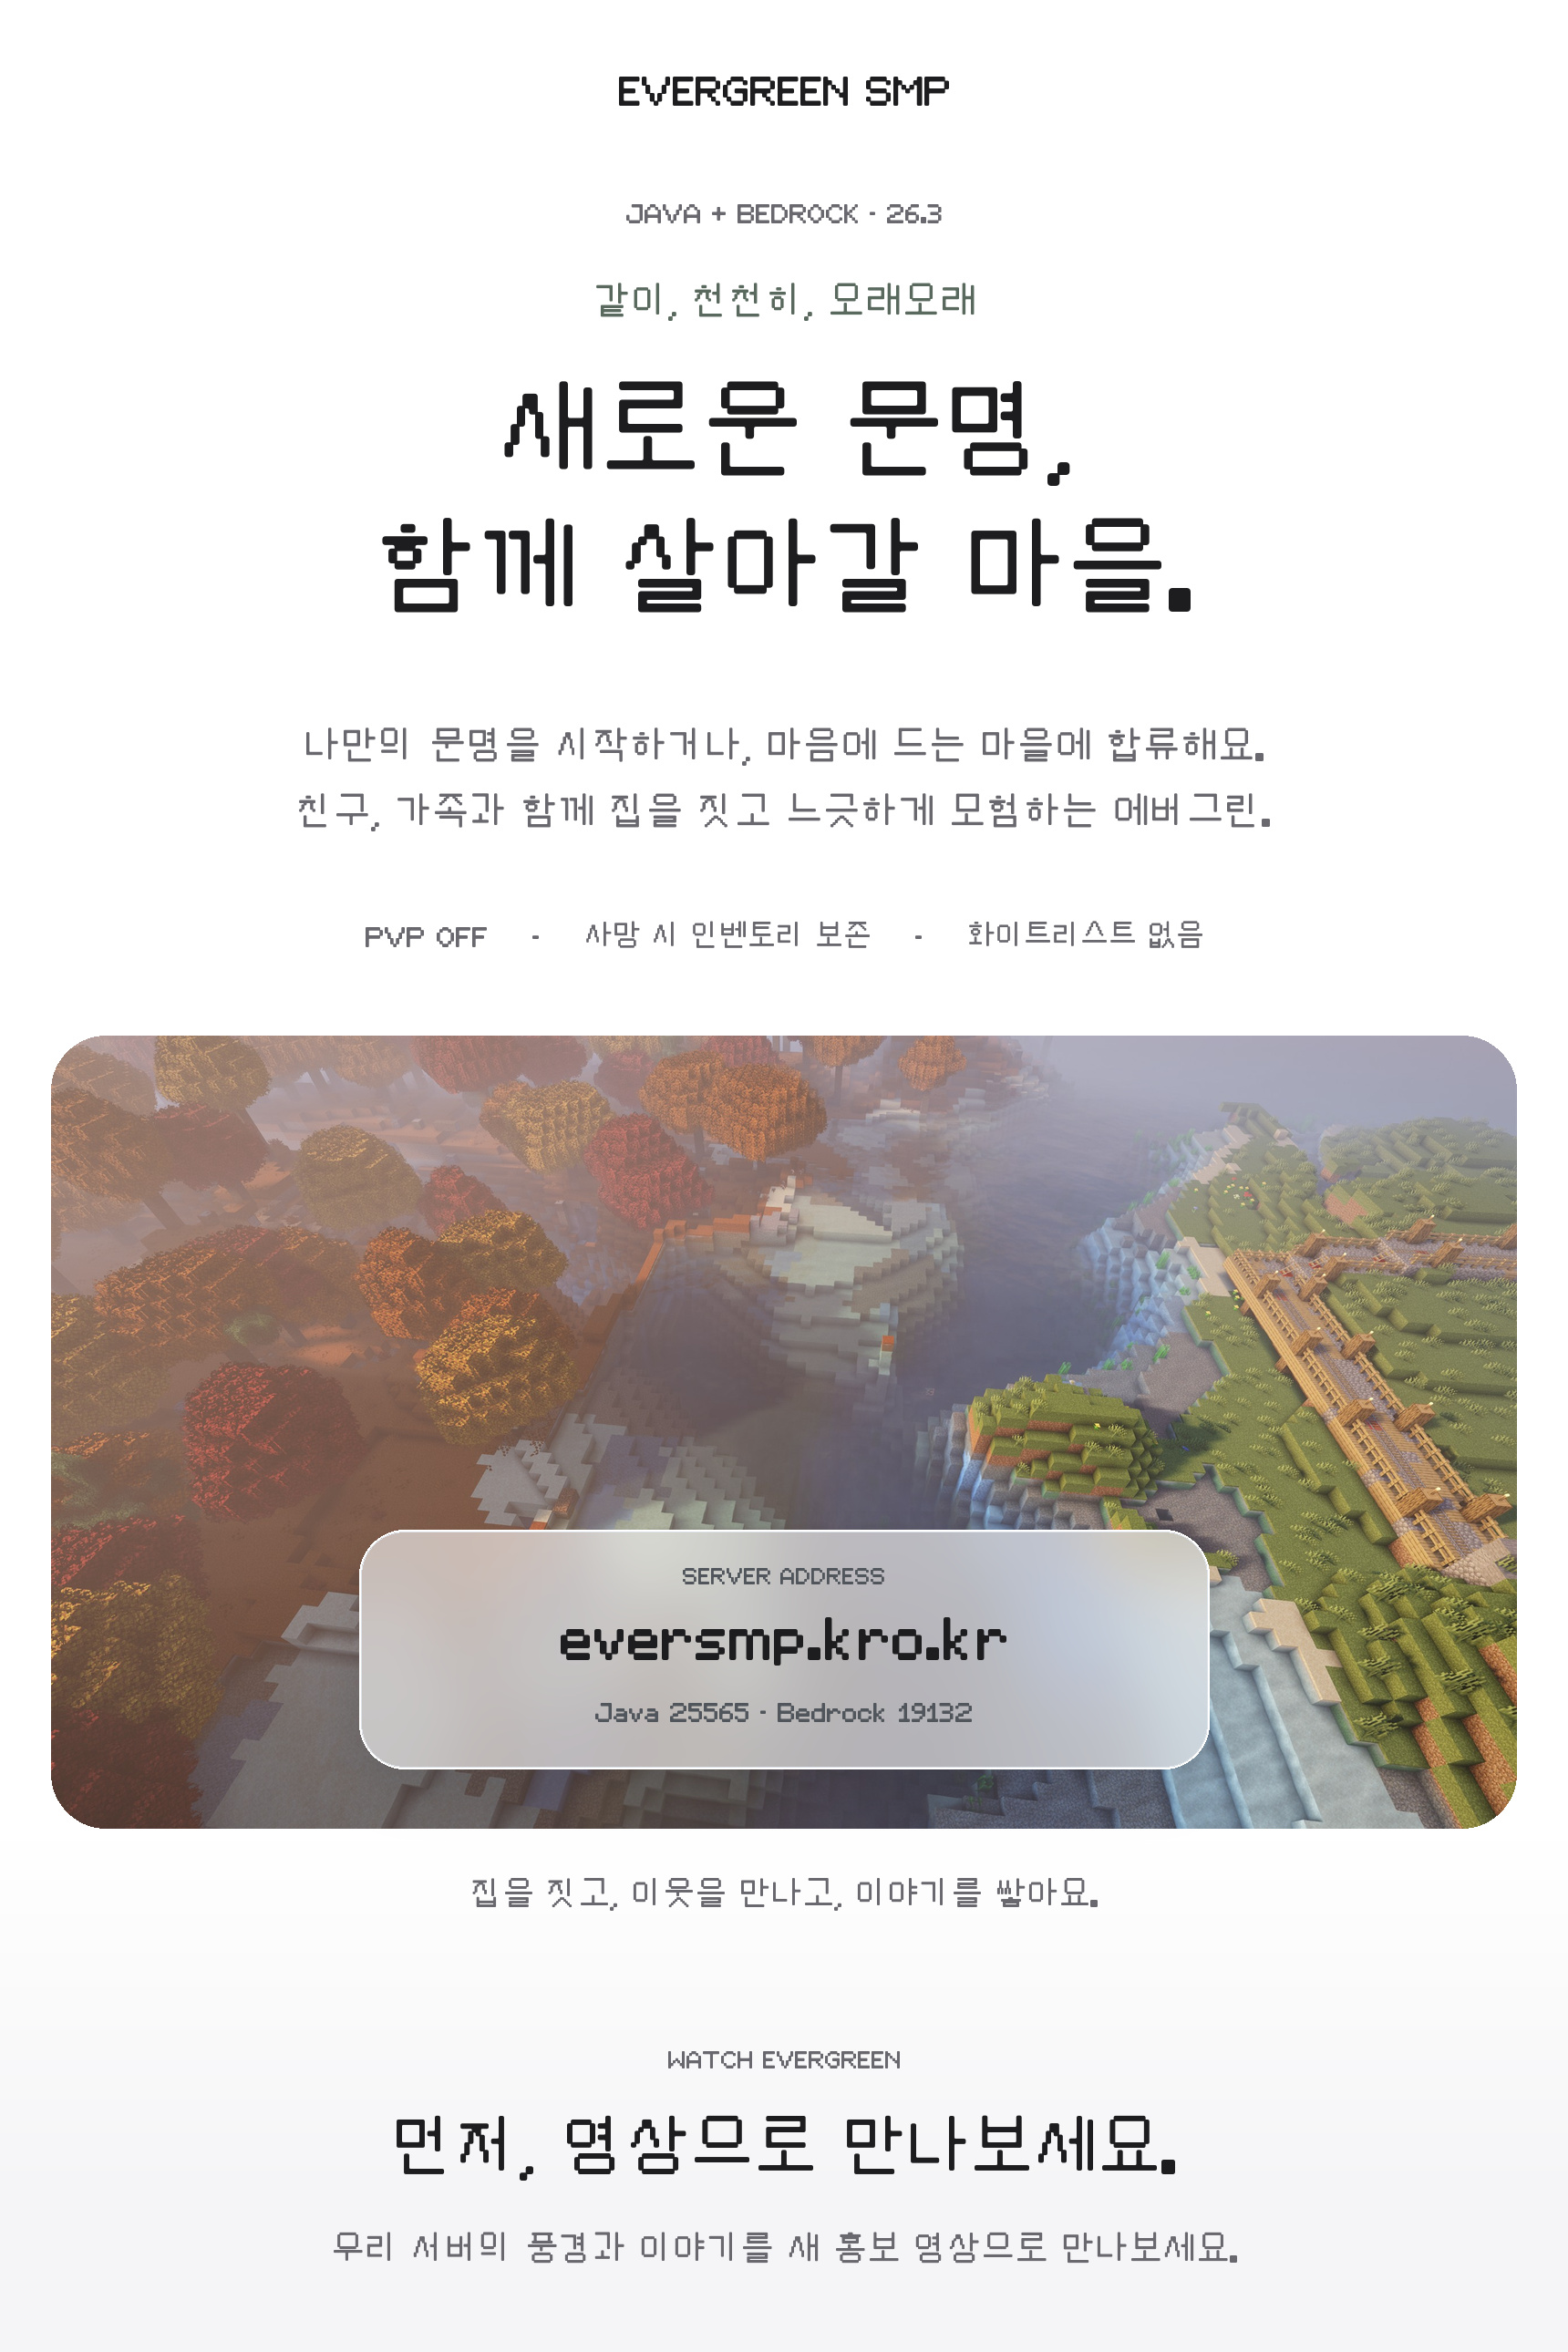 EVERGREEN SMP
JAVA + BEDROCK · 26.3
같이, 천천히, 오래오래
새로운 문명,
함께 살아갈 마을.
나만의 문명을 시작하거나, 마음에 드는 마을에 합류해요.
친구, 가족과 함께 집을 짓고 느긋하게 모험하는 에버그린.
PVP OFF · 사망 시 인벤토리 보존 · 화이트리스트 없음
SERVER ADDRESS
eversmp.kro.kr
Java 25565 · Bedrock 19132
집을 짓고, 이웃을 만나고, 이야기를 쌓아요.
WATCH EVERGREEN
먼저, 영상으로 만나보세요.
우리 서버의 풍경과 이야기를 새 홍보 영상으로 만나보세요.